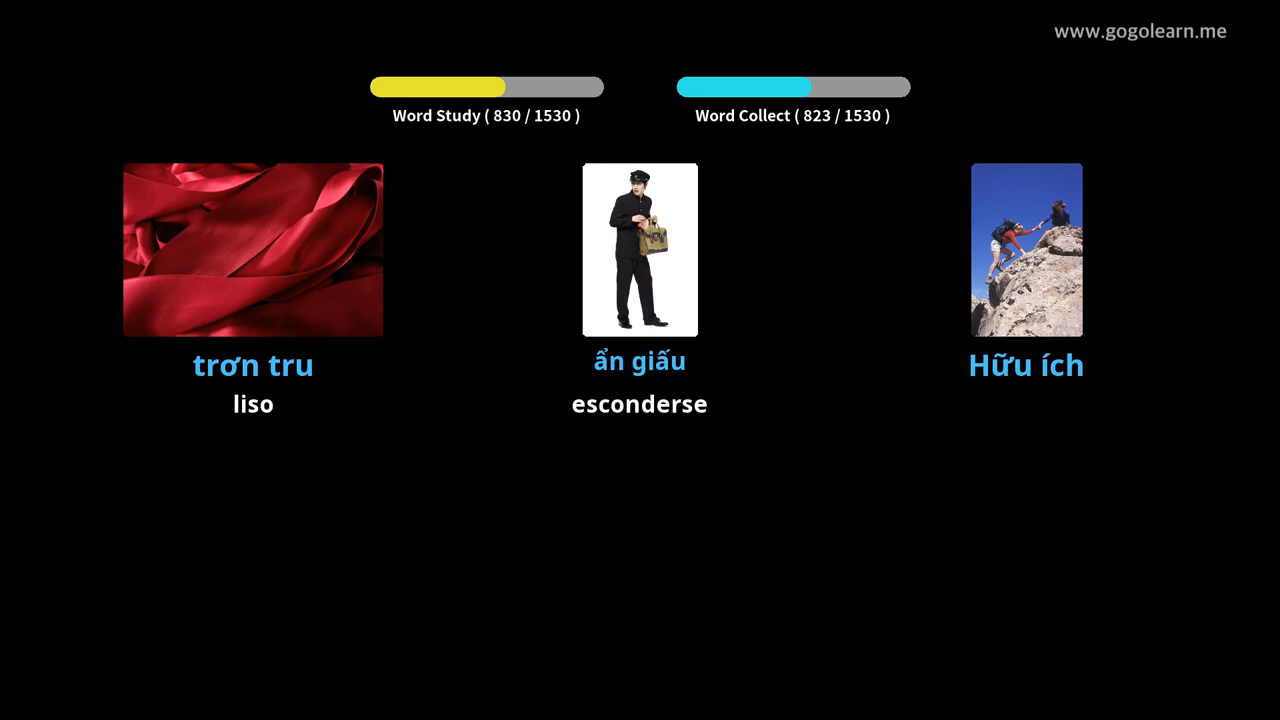 www.gogolearn.me
Word Study ( 830 / 1530 )
Word Collect ( 823 / 1530 )
trơn tru
ẩn giấu
Hữu ích
liso
esconderse